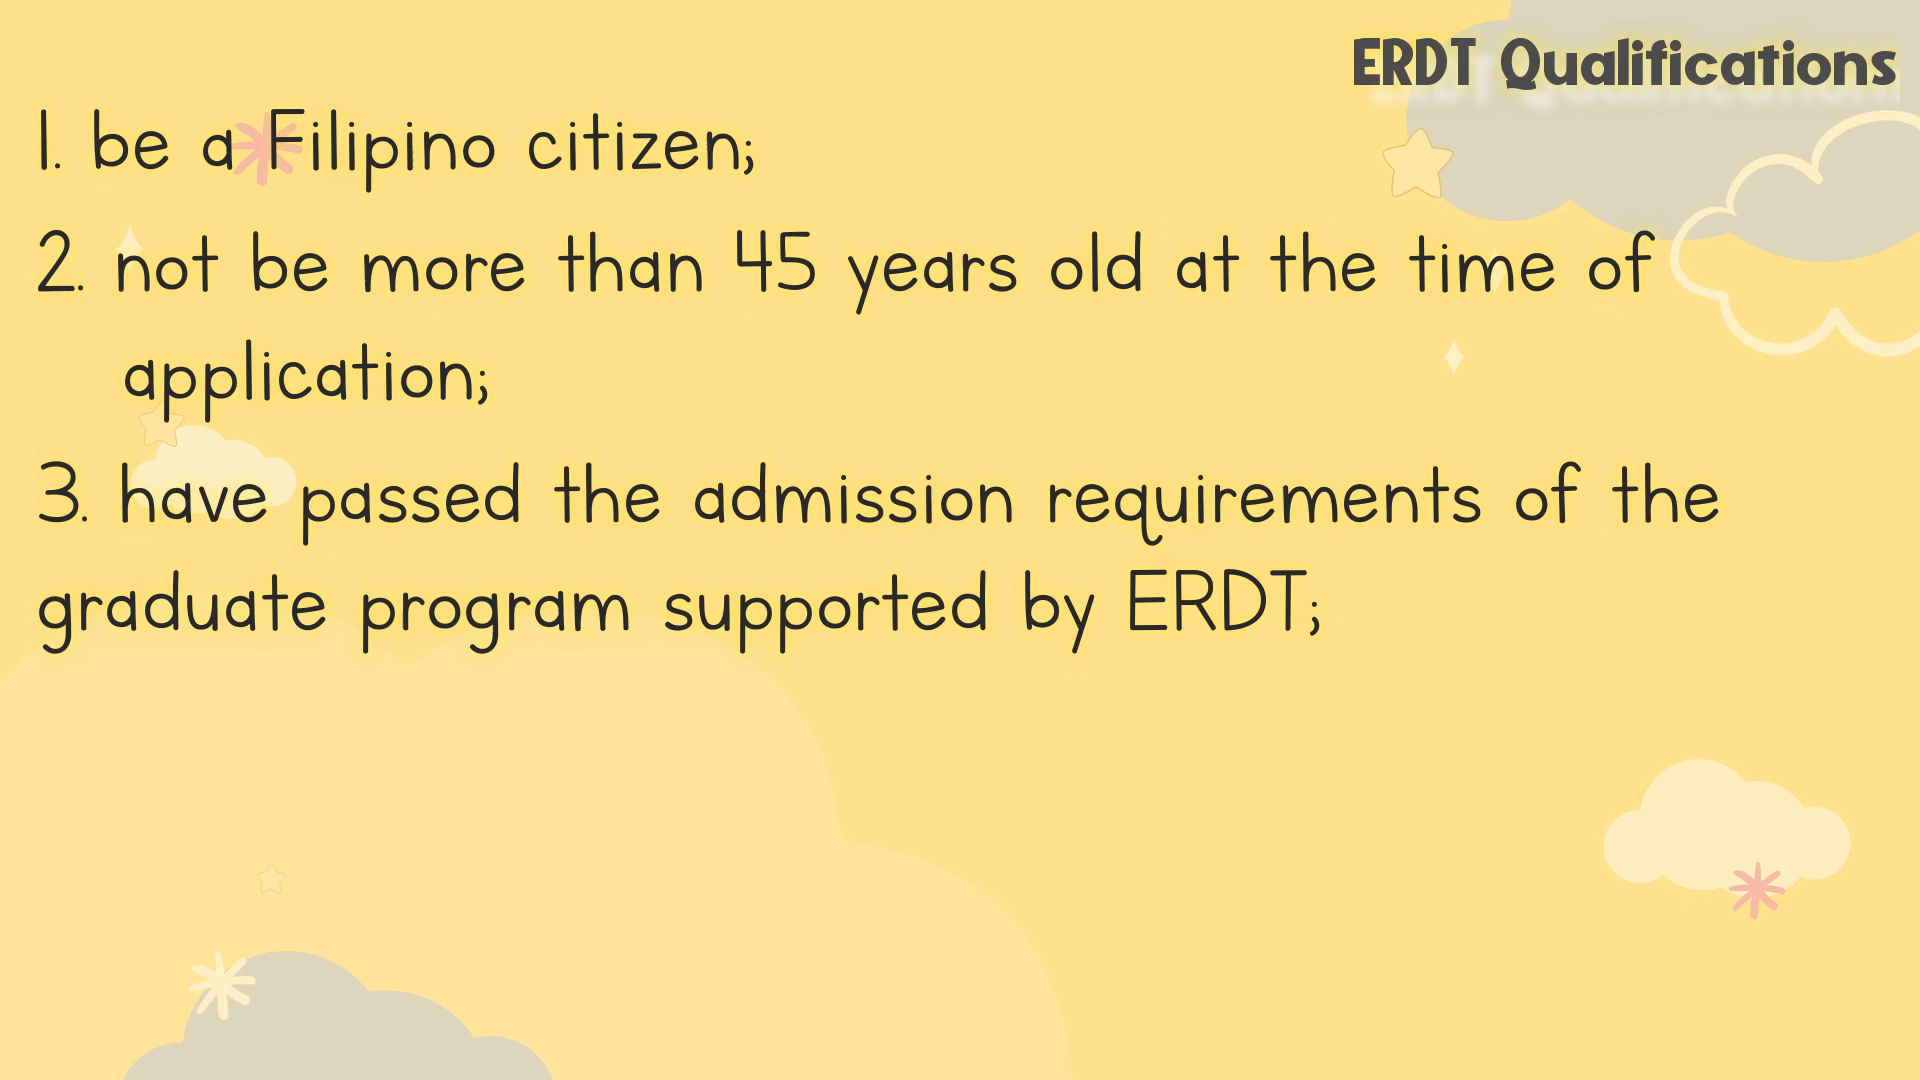 ERDT Qualifications
1. be a Filipino citizen;
2. not be more than 45 years old at the time of
application;
3. have passed the admission requirements of the
graduate program supported by ERDT;